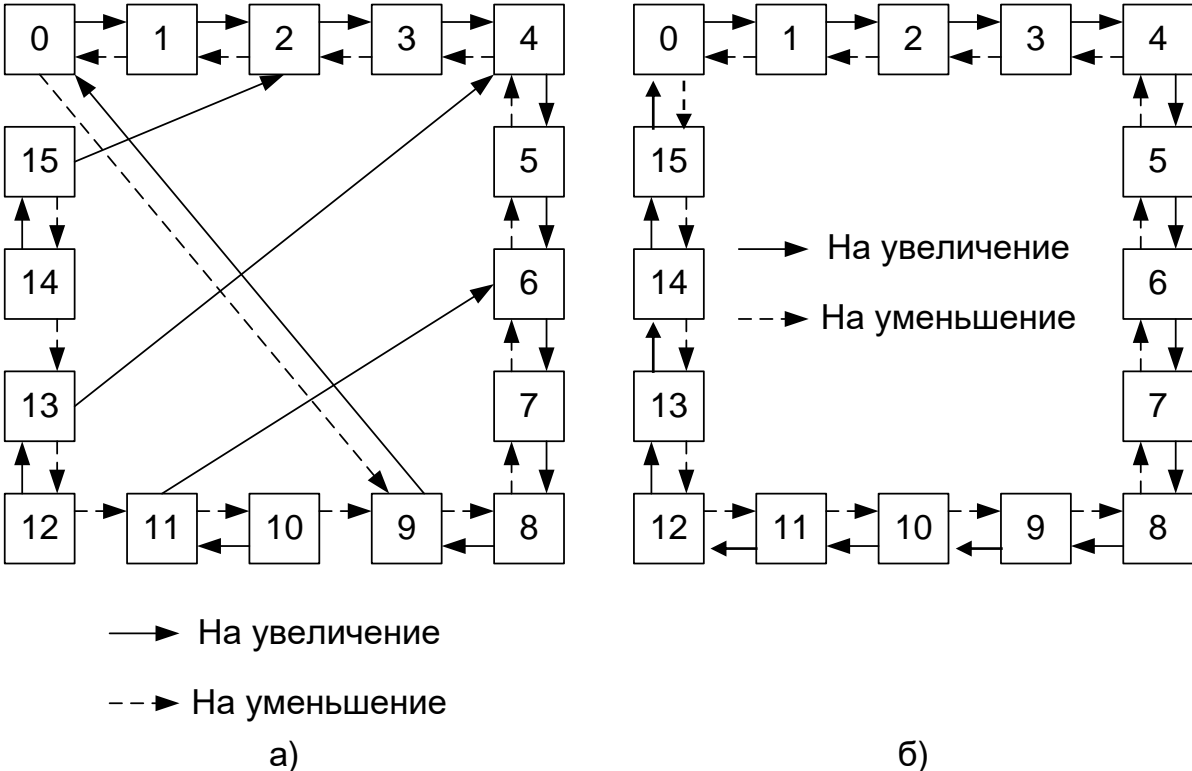 0 1 2 3 4 0 1 2 3 4
15 5 15 5
На увеличение
14 6 14 6
На уменьшение
13 7 13 7
12 11 10 9 8 12 11 10 9 8
На увеличение
На уменьшение
а) б)